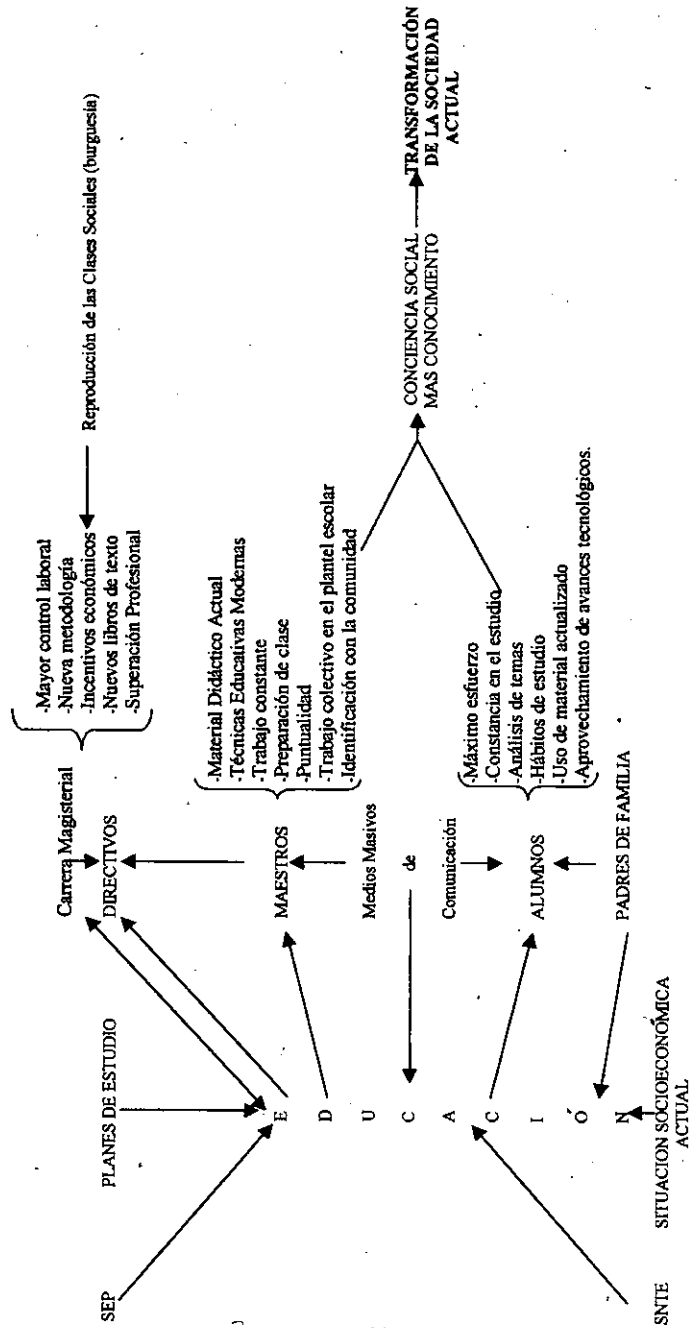 SEP
PLANES DE ESTUDIO
E
D
U
C
A
C
I
Ó
N
SNTE
SITUACION SOCIOECONÓMICA
ACTUAL
Carrera Magisterial
DIRECTIVOS
MAESTROS
Medios Masivos
de
Comunicación
ALUMNOS
PADRES DE FAMILIA
-Mayor control laboral
-Nueva metodología
-Incentivos económicos
-Nuevos libros de texto
-Superación Profesional
Reproducción de las Clases Sociales (burguesia)
-Material Didáctico Actual
-Técnicas Educativas Modernas
-Trabajo constante
-Preparación de clase
-Puntualidad
-Trabajo colectivo en el plantel escolar
-Identificación con la comunidad
-Máximo esfuerzo
-Constancia en el estudio
-Análisis de temas
-Hábitos de estudio
-Uso de material actualizado
-Aprovechamiento de avances tecnológicos.
CONCIENCIA SOCIAL
MAS CONOCIMIENTO
TRANSFORMACIÓN
DE LA SOCIEDAD
ACTUAL